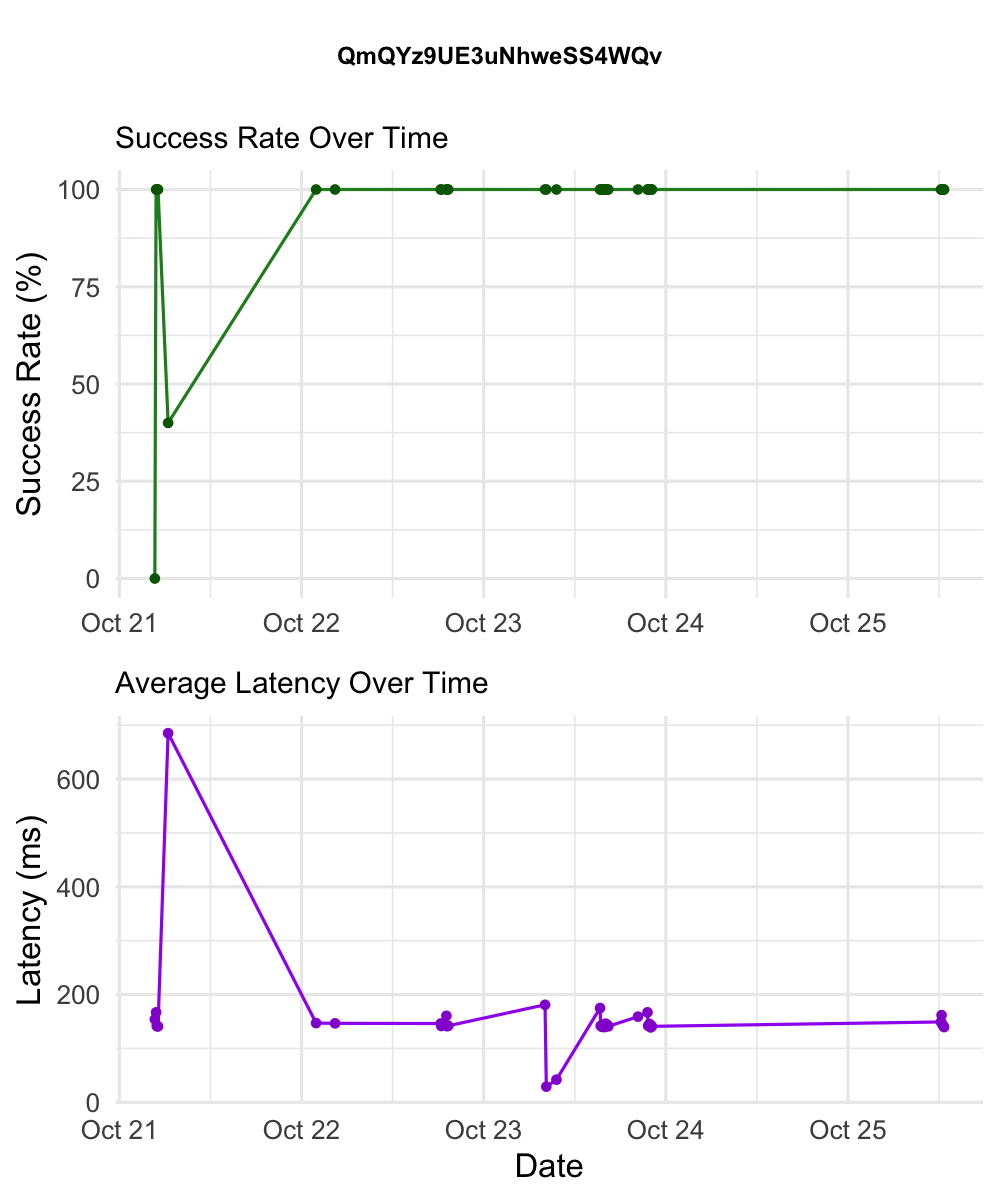 QmQYz9UE3uNhweSS4WQv
Success Rate Over Time
Success Rate (%)
100
75
50
25
0
Oct 21 Oct 22 Oct 23 Oct 24 Oct 25
Average Latency Over Time
Latency (ms)
600
400
200
0
Oct 21 Oct 22 Oct 23 Oct 24 Oct 25
Date